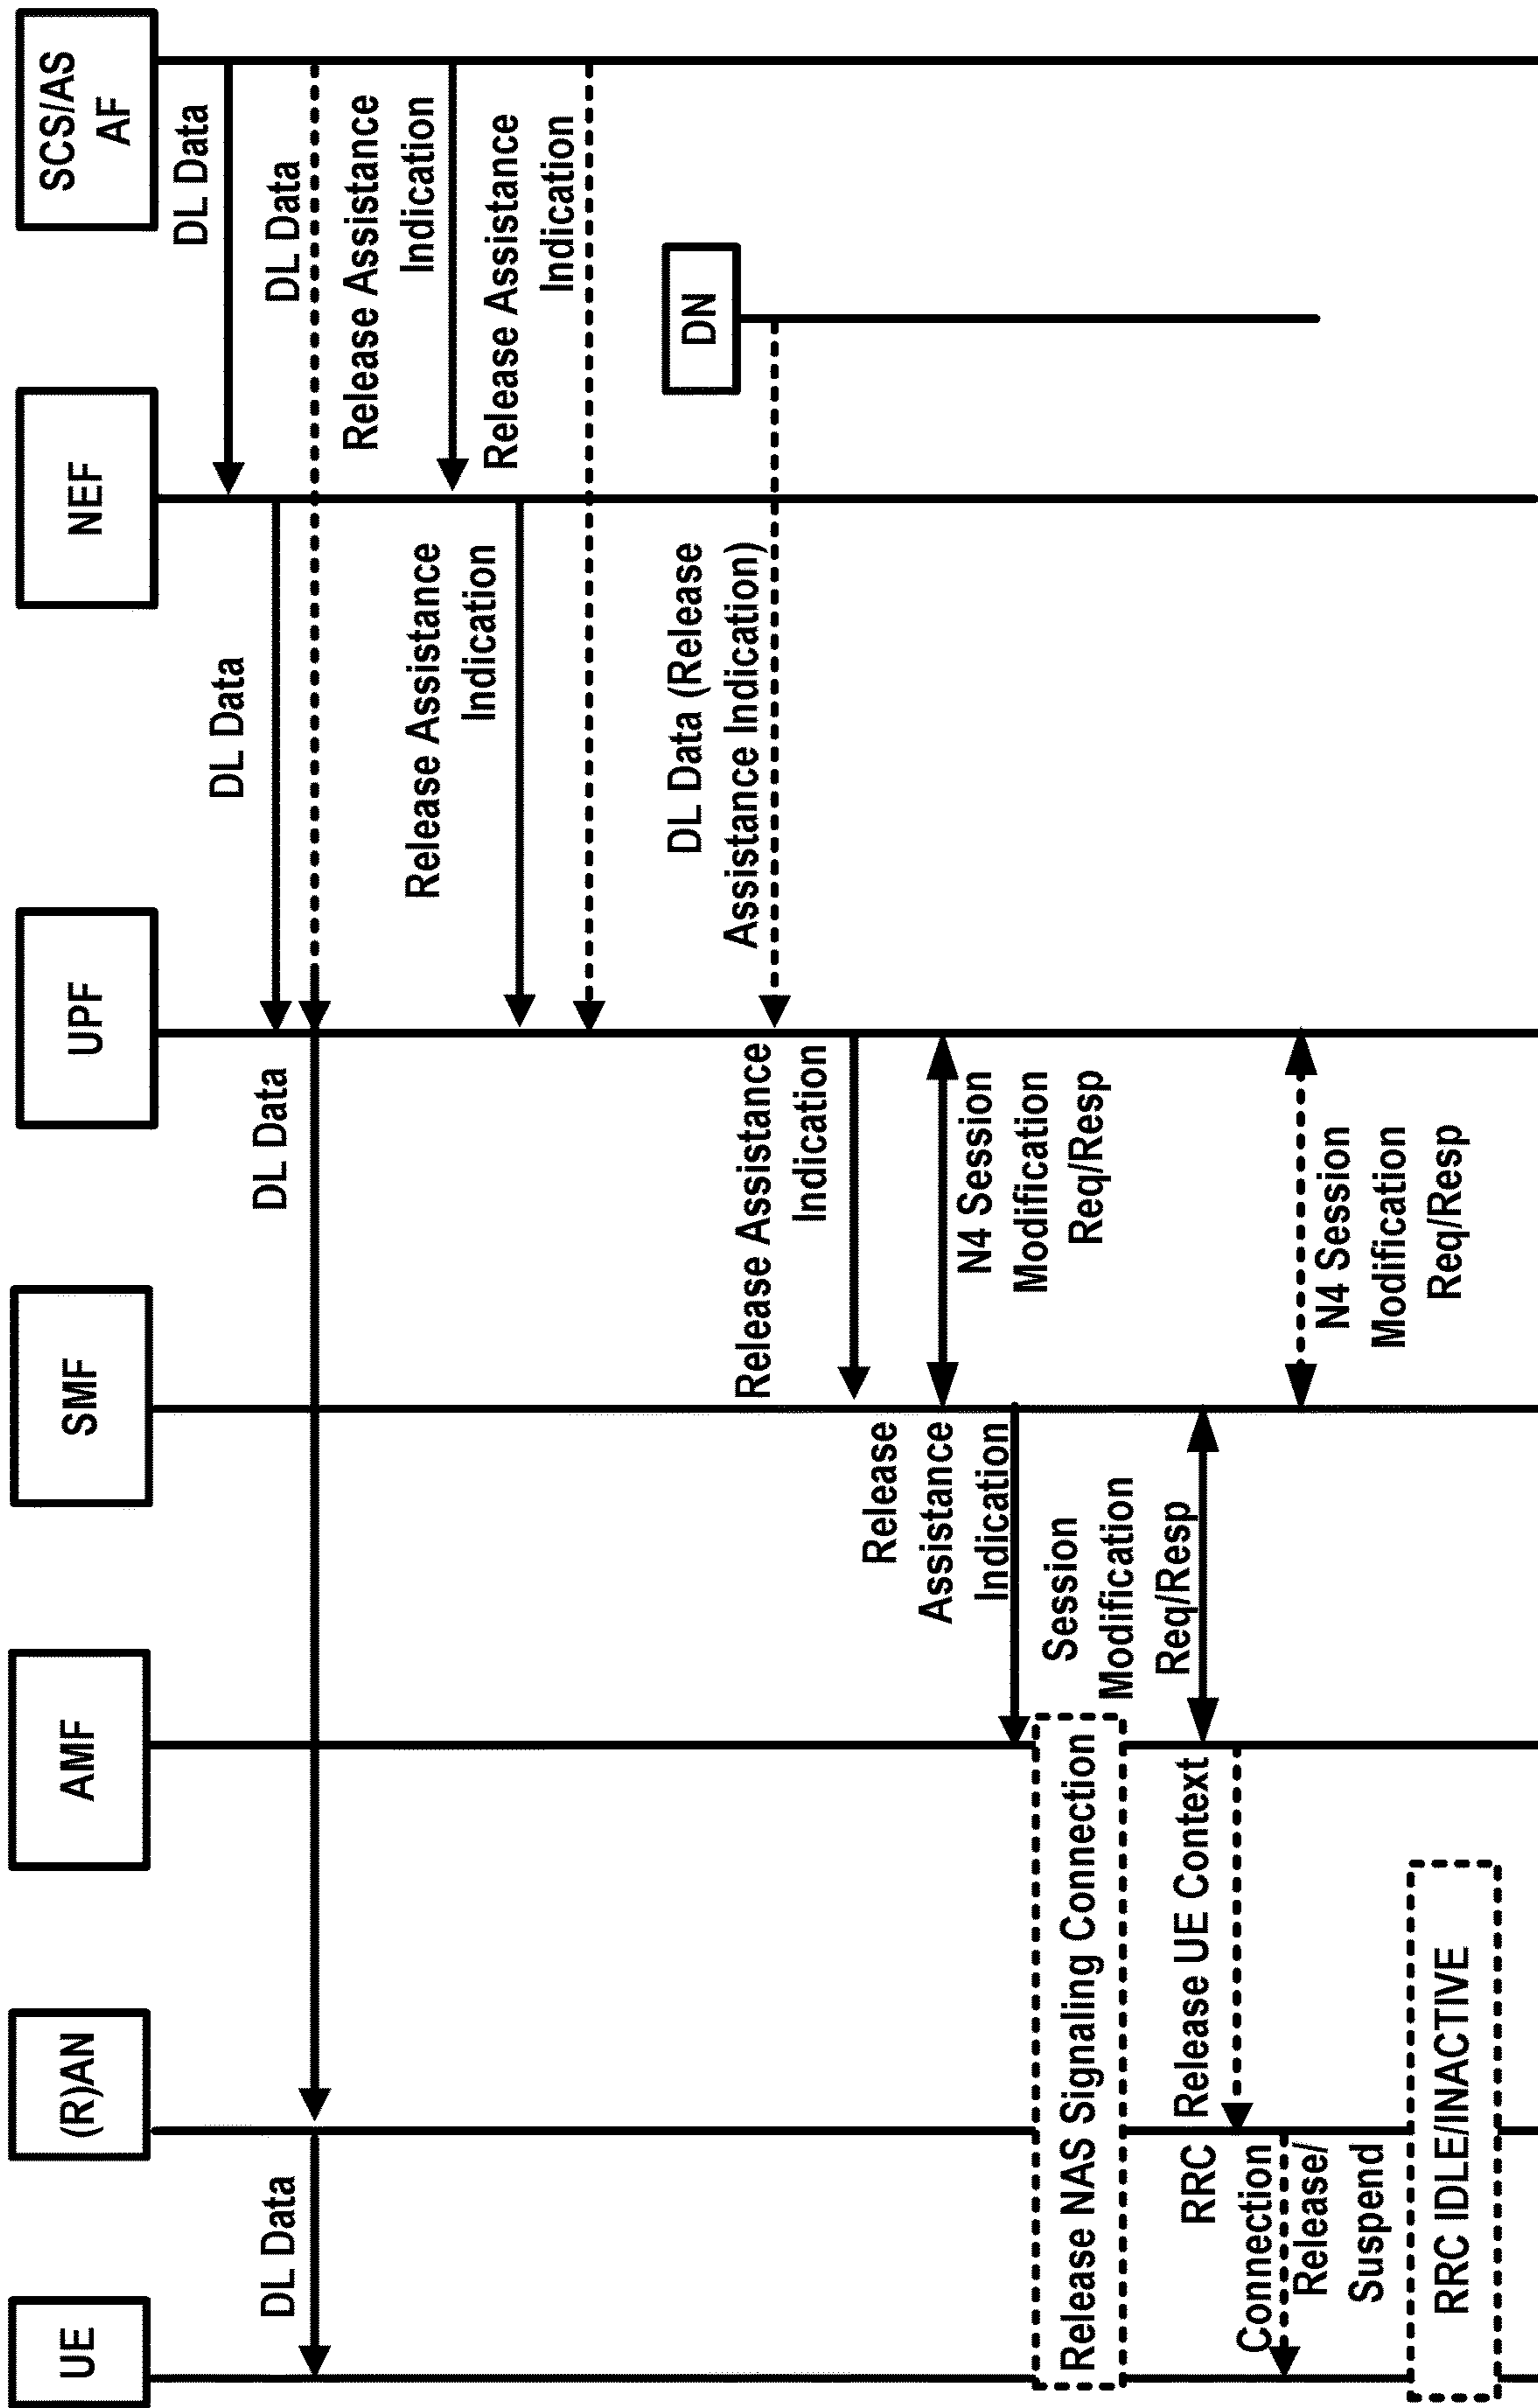 UE
(R)AN
AMF
SMF
UPF
NEF
SCS/AS
AF
DL Data
DL Data
DL Data
DL Data
DL Data
Release Assistance
Indication
Release Assistance
Indication
Release Assistance
Indication
DN
DL Data (Release
Assistance Indication)
Release Assistance
Indication
N4 Session
Modification
Req/Resp
Release
Assistance
Indication
Release NAS Signaling Connection
Session
Modification
Req/Resp
Release UE Context
RRC
Connection
Release/
Suspend
N4 Session
Modification
Req/Resp
RRC IDLE/INACTIVE